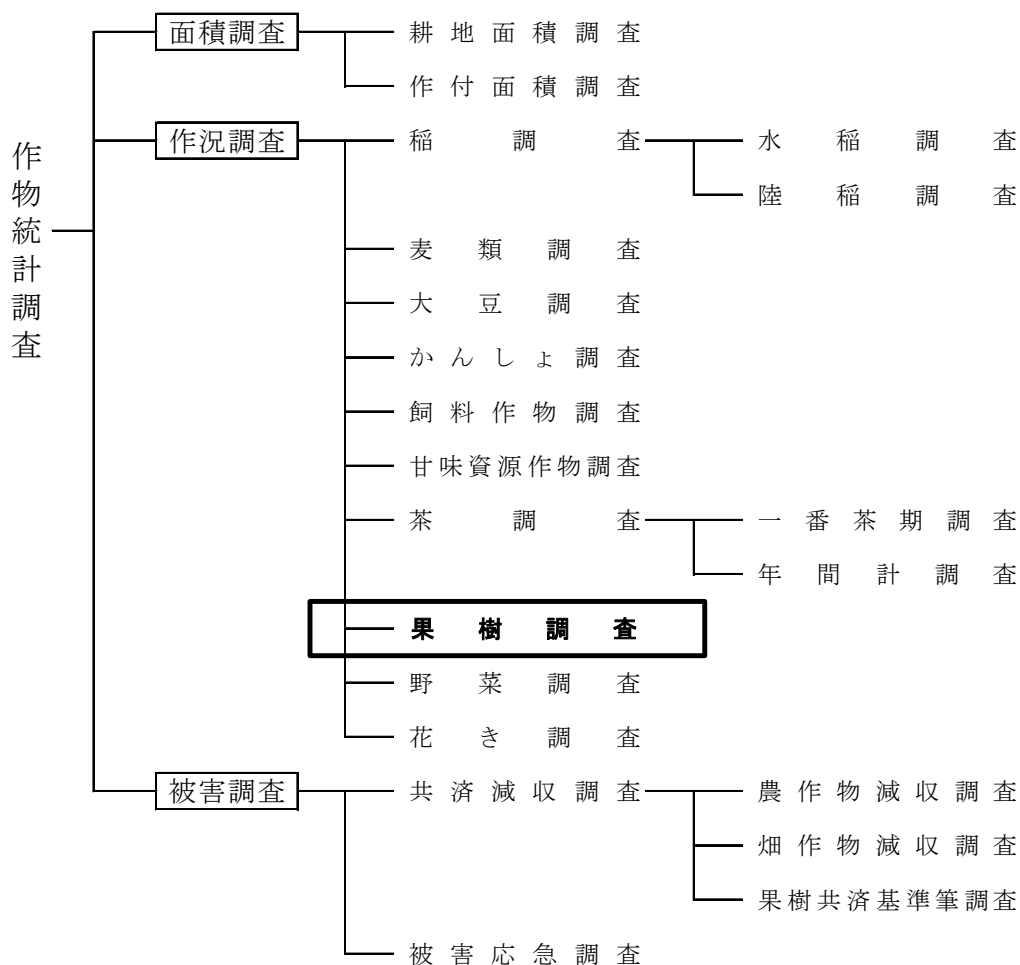 作物統計調査
面積調査
耕地面積調査
作付面積調査
作況調査
稲調査
水稲調査
陸稲調査
麦類調査
大豆調査
かんしょ調査
飼料作物調査
甘味資源作物調査
茶調査
一番茶期調査
年間計調査
果樹調査
野菜調査
花き調査
被害調査
共済減収調査
農作物減収調査
畑作物減収調査
果樹共済基準筆調査
被害応急調査